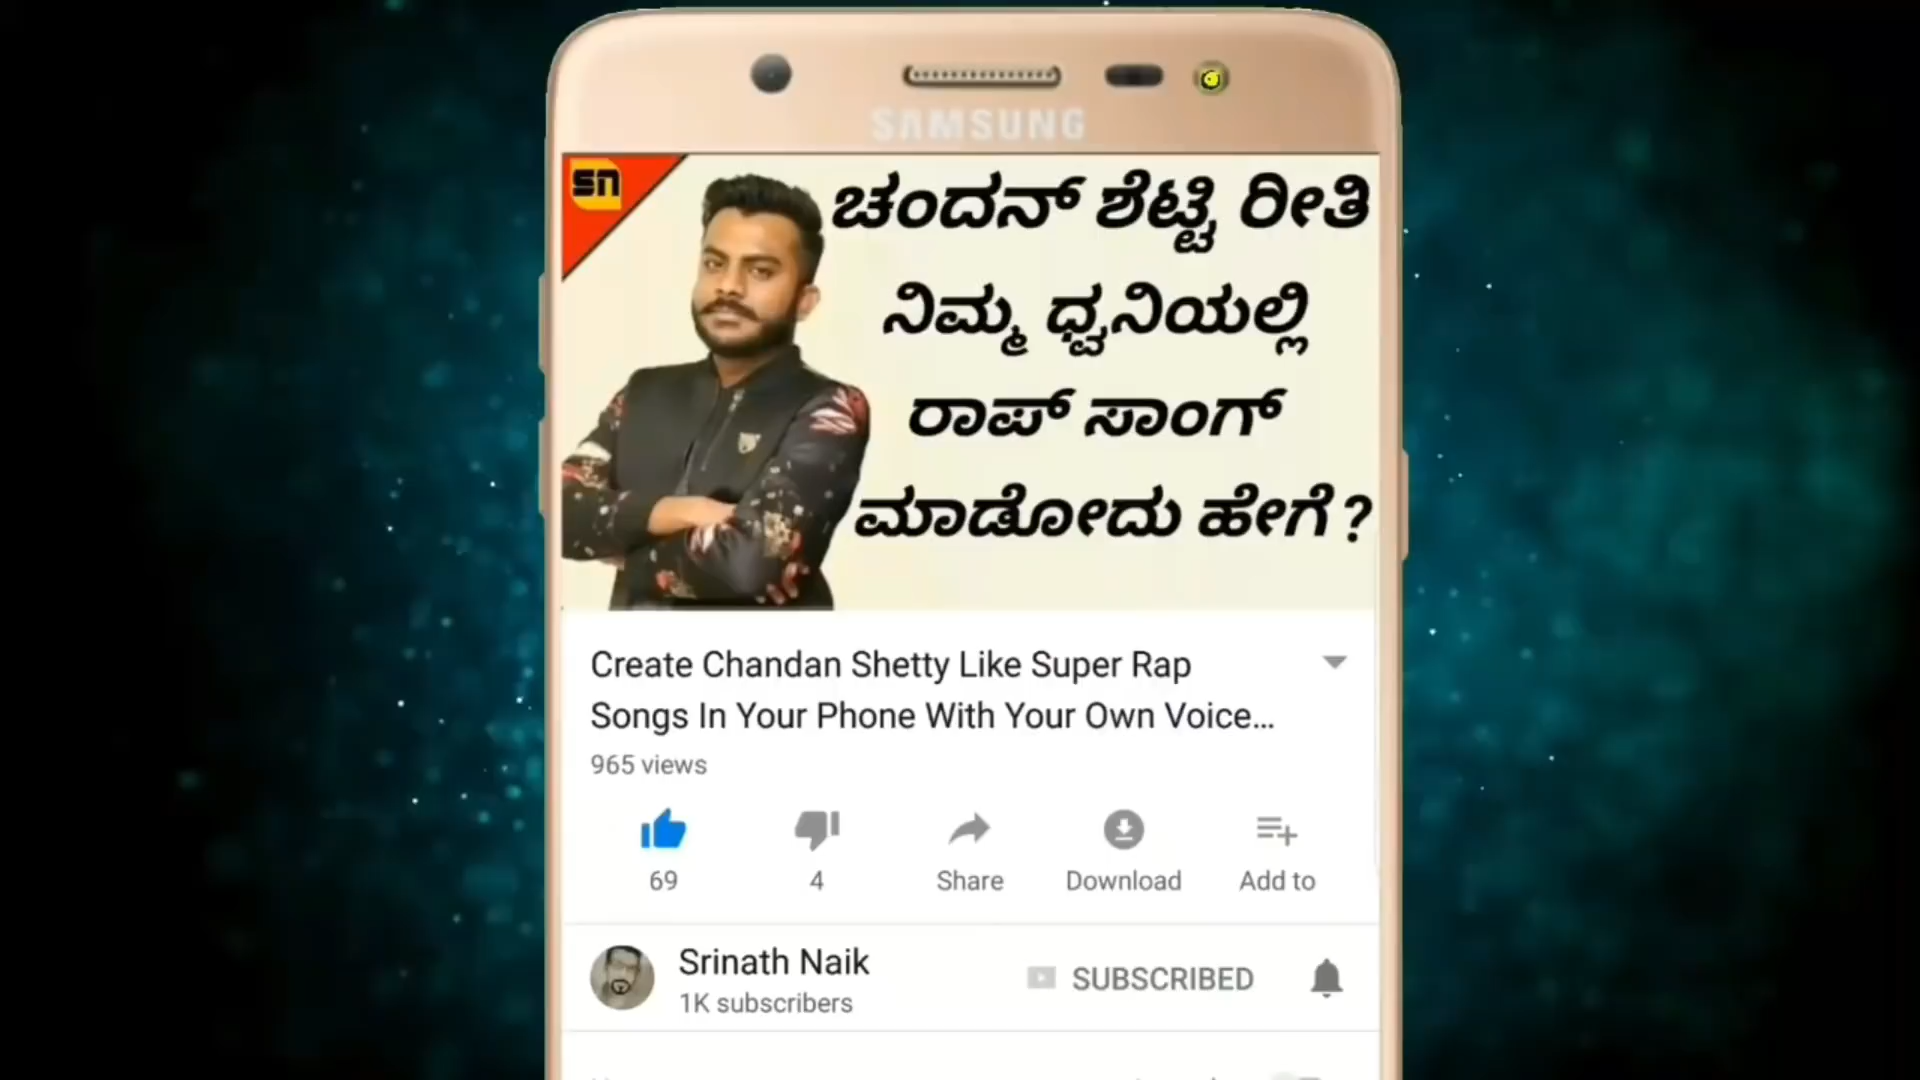 SAMSUNG
SN
ಚಂದನ್ ಶೆಟ್ಟಿ ರೀತಿ
ನಿಮ್ಮ ಧ್ವನಿಯಲ್ಲಿ
ರಾಪ್ ಸಾಂಗ್
ಮಾಡೋದು ಹೇಗೆ?
Create Chandan Shetty Like Super Rap
Songs In Your Phone With Your Own Voice...
965 views
69
4
Share
Download
Add to
Srinath Naik
SUBSCRIBED
1K subscribers